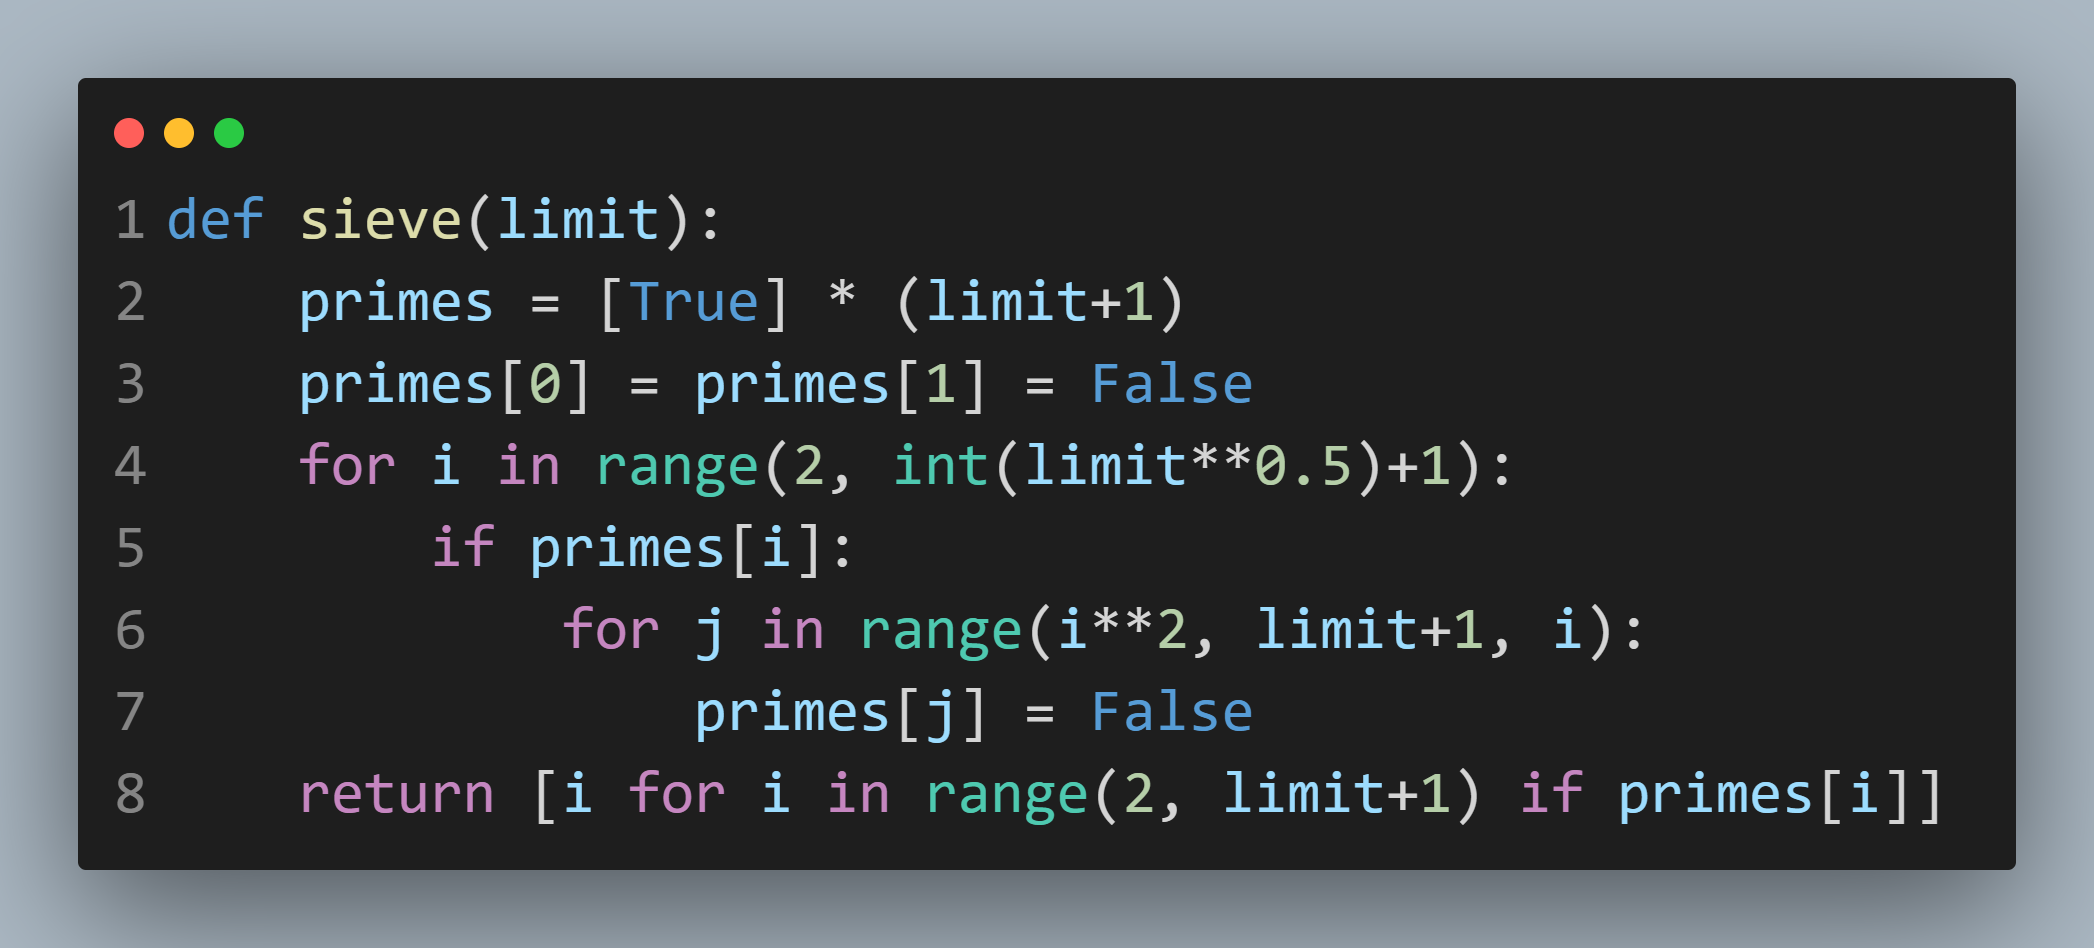 1 def sieve(limit):
2     primes = [True] * (limit+1)
3     primes[0] = primes[1] = False
4     for i in range(2, int(limit**0.5)+1):
5         if primes[i]:
6             for j in range(i**2, limit+1, i):
7                 primes[j] = False
8     return [i for i in range(2, limit+1) if primes[i]]